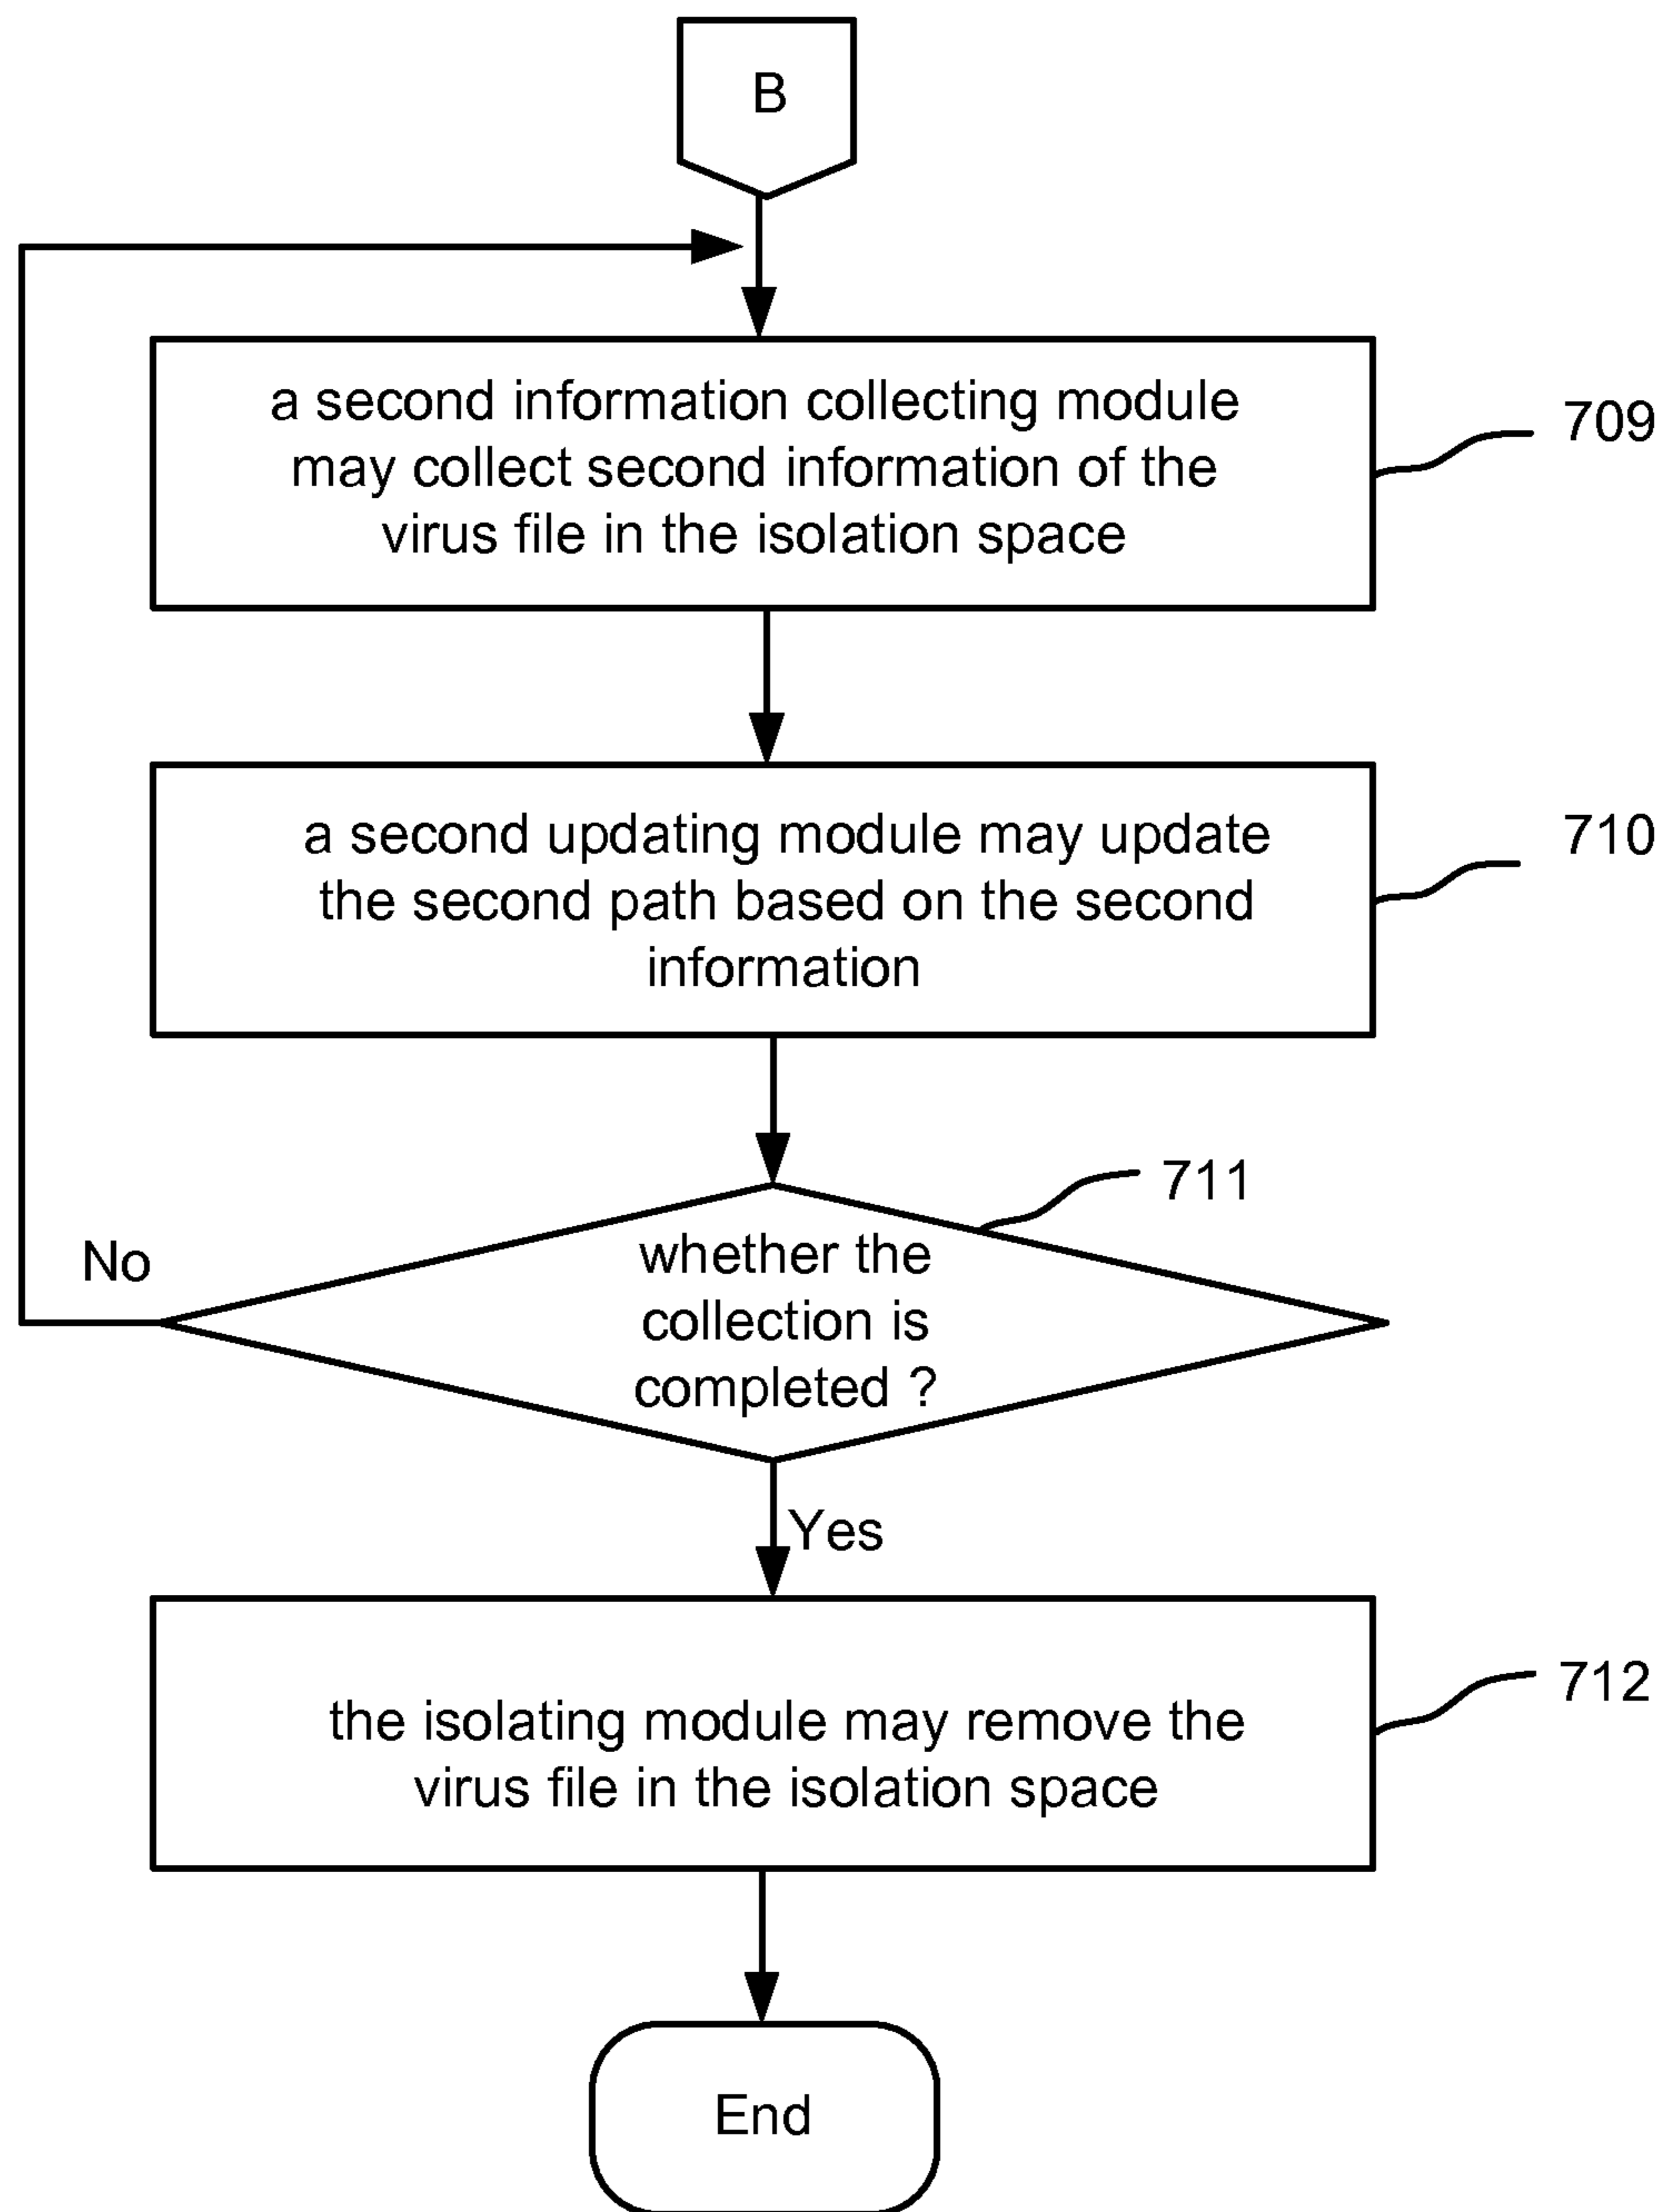 B
a second information collecting module
may collect second information of the
virus file in the isolation space
709
a second updating module may update
the second path based on the second
information
710
711
whether the
collection is
completed ?
No
Yes
the isolating module may remove the
virus file in the isolation space
712
End